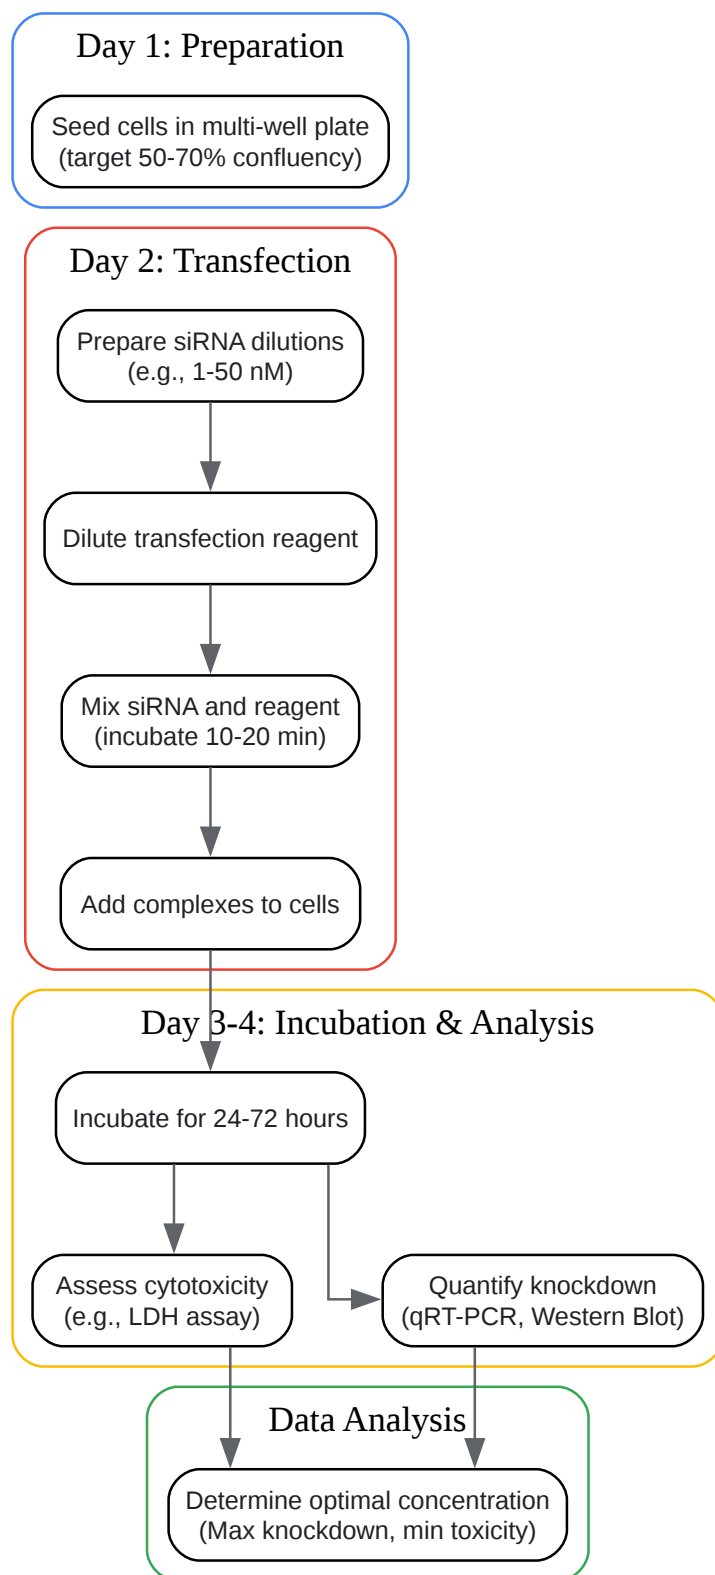 Day 1: Preparation
Seed cells in multi-well plate
(target 50-70% confluency)
Day 2: Transfection
Prepare siRNA dilutions
(e.g., 1-50 nM)
Dilute transfection reagent
Mix siRNA and reagent
(incubate 10-20 min)
Add complexes to cells
Day 3-4: Incubation & Analysis
Incubate for 24-72 hours
Assess cytotoxicity
(e.g., LDH assay)
Quantify knockdown
(qRT-PCR, Western Blot)
Data Analysis
Determine optimal concentration
(Max knockdown, min toxicity)